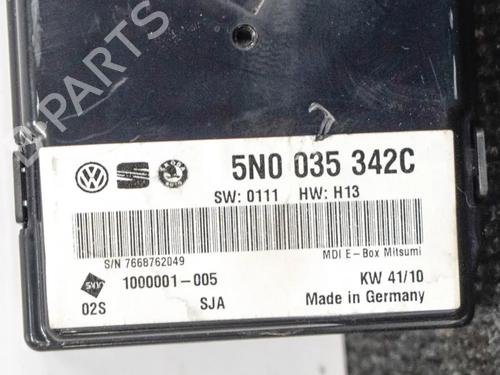 B-PARTS
5N0 035 342C
SW: 0111 HW: H13
S/N 7668762049
MDI E-Box Mitsumi
1000001-005
KW 41/10
02S
SJA
Made in Germany